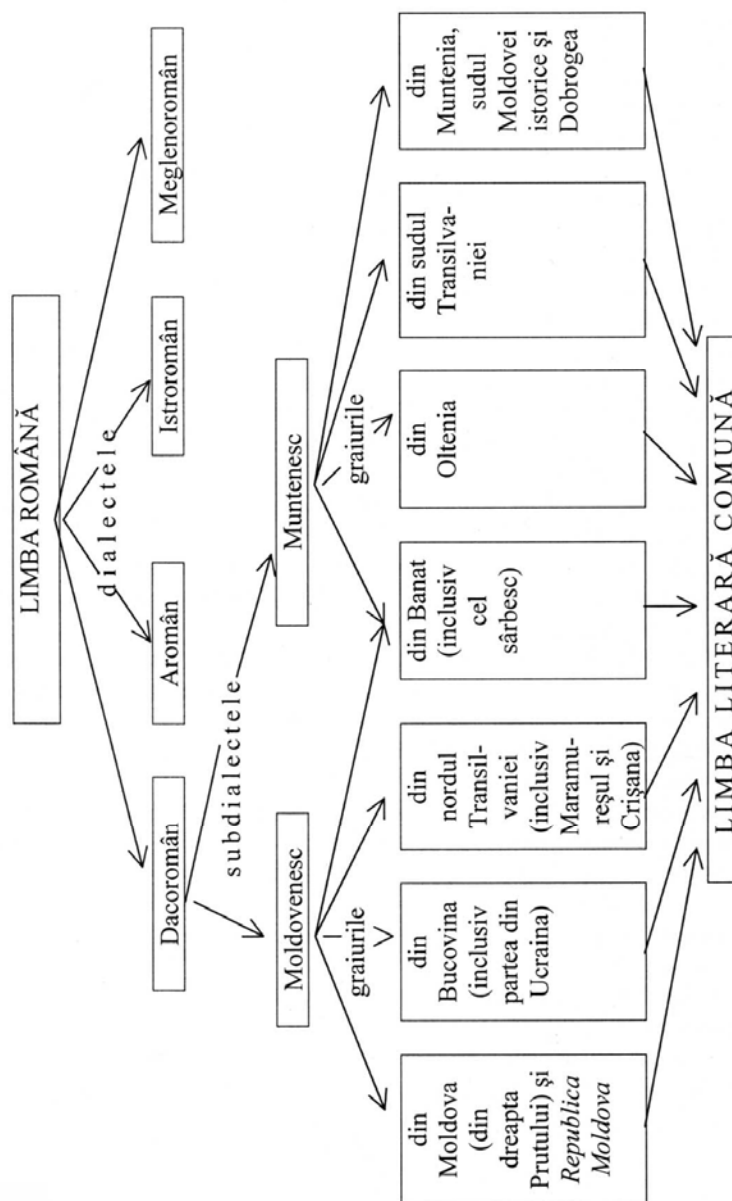 LIMBA ROMÂNĂ
dialectele
Dacoromân
Aromân
Istroromân
Meglenoromân
subdialectele
Moldovenesc
Muntenesc
graiurile
graiurile
din
Moldova
(din
dreapta
Prutului) şi
Republica
Moldova
din
Bucovina
(inclusiv
partea din
Ucraina)
din
nordul
Transil-
vaniei
(inclusiv
Maramu-
reşul şi
Crişana)
din Banat
(inclusiv
cel
sârbesc)
din
Oltenia
din sudul
Transilva-
niei
din
Muntenia,
sudul
Moldovei
istorice şi
Dobrogea
LIMBA LITERARĂ COMUNĂ